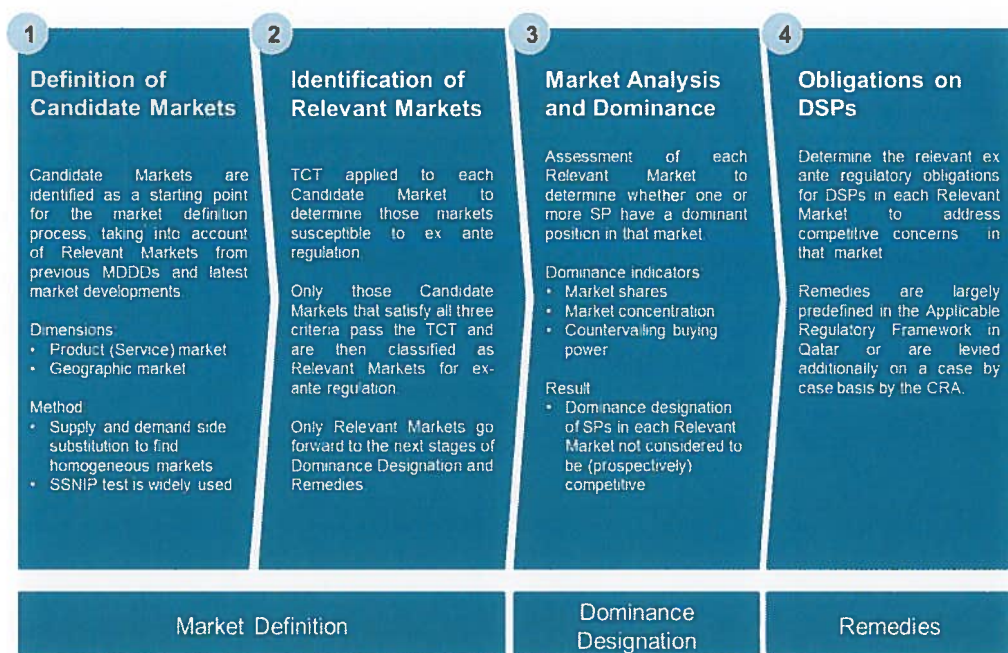 1
Definition of
Candidate Markets
Candidate Markets are
identified as a starting point
for the market definition
process, taking into account
of Relevant Markets from
previous MDDDs and latest
market developments
Dimensions
• Product (Service) market
• Geographic market
Method
• Supply and demand side
substitution to find
homogeneous markets
• SSNIP test is widely used
2
Identification of
Relevant Markets
TCT applied to each
Candidate Market to
determine those markets
susceptible to ex ante
regulation
Only those Candidate
Markets that satisfy all three
criteria pass the TCT and
are then classified as
Relevant Markets for ex-
ante regulation.
Only Relevant Markets go
forward to the next stages of
Dominance Designation and
Remedies
3
Market Analysis
and Dominance
Assessment of each
Relevant Market to
determine whether one or
more SP have a dominant
position in that market
Dominance indicators
• Market shares
• Market concentration
• Countervailing buying
power
Result
• Dominance designation
of SPs in each Relevant
Market not considered to
be (prospectively)
competitive
4
Obligations on
DSPs
Determine the relevant ex
ante regulatory obligations
for DSPs in each Relevant
Market to address
competitive concerns in
that market
Remedies are largely
predefined in the Applicable
Regulatory Framework in
Qatar or are levied
additionally on a case by
case basis by the CRA.
Market Definition
Dominance
Designation
Remedies